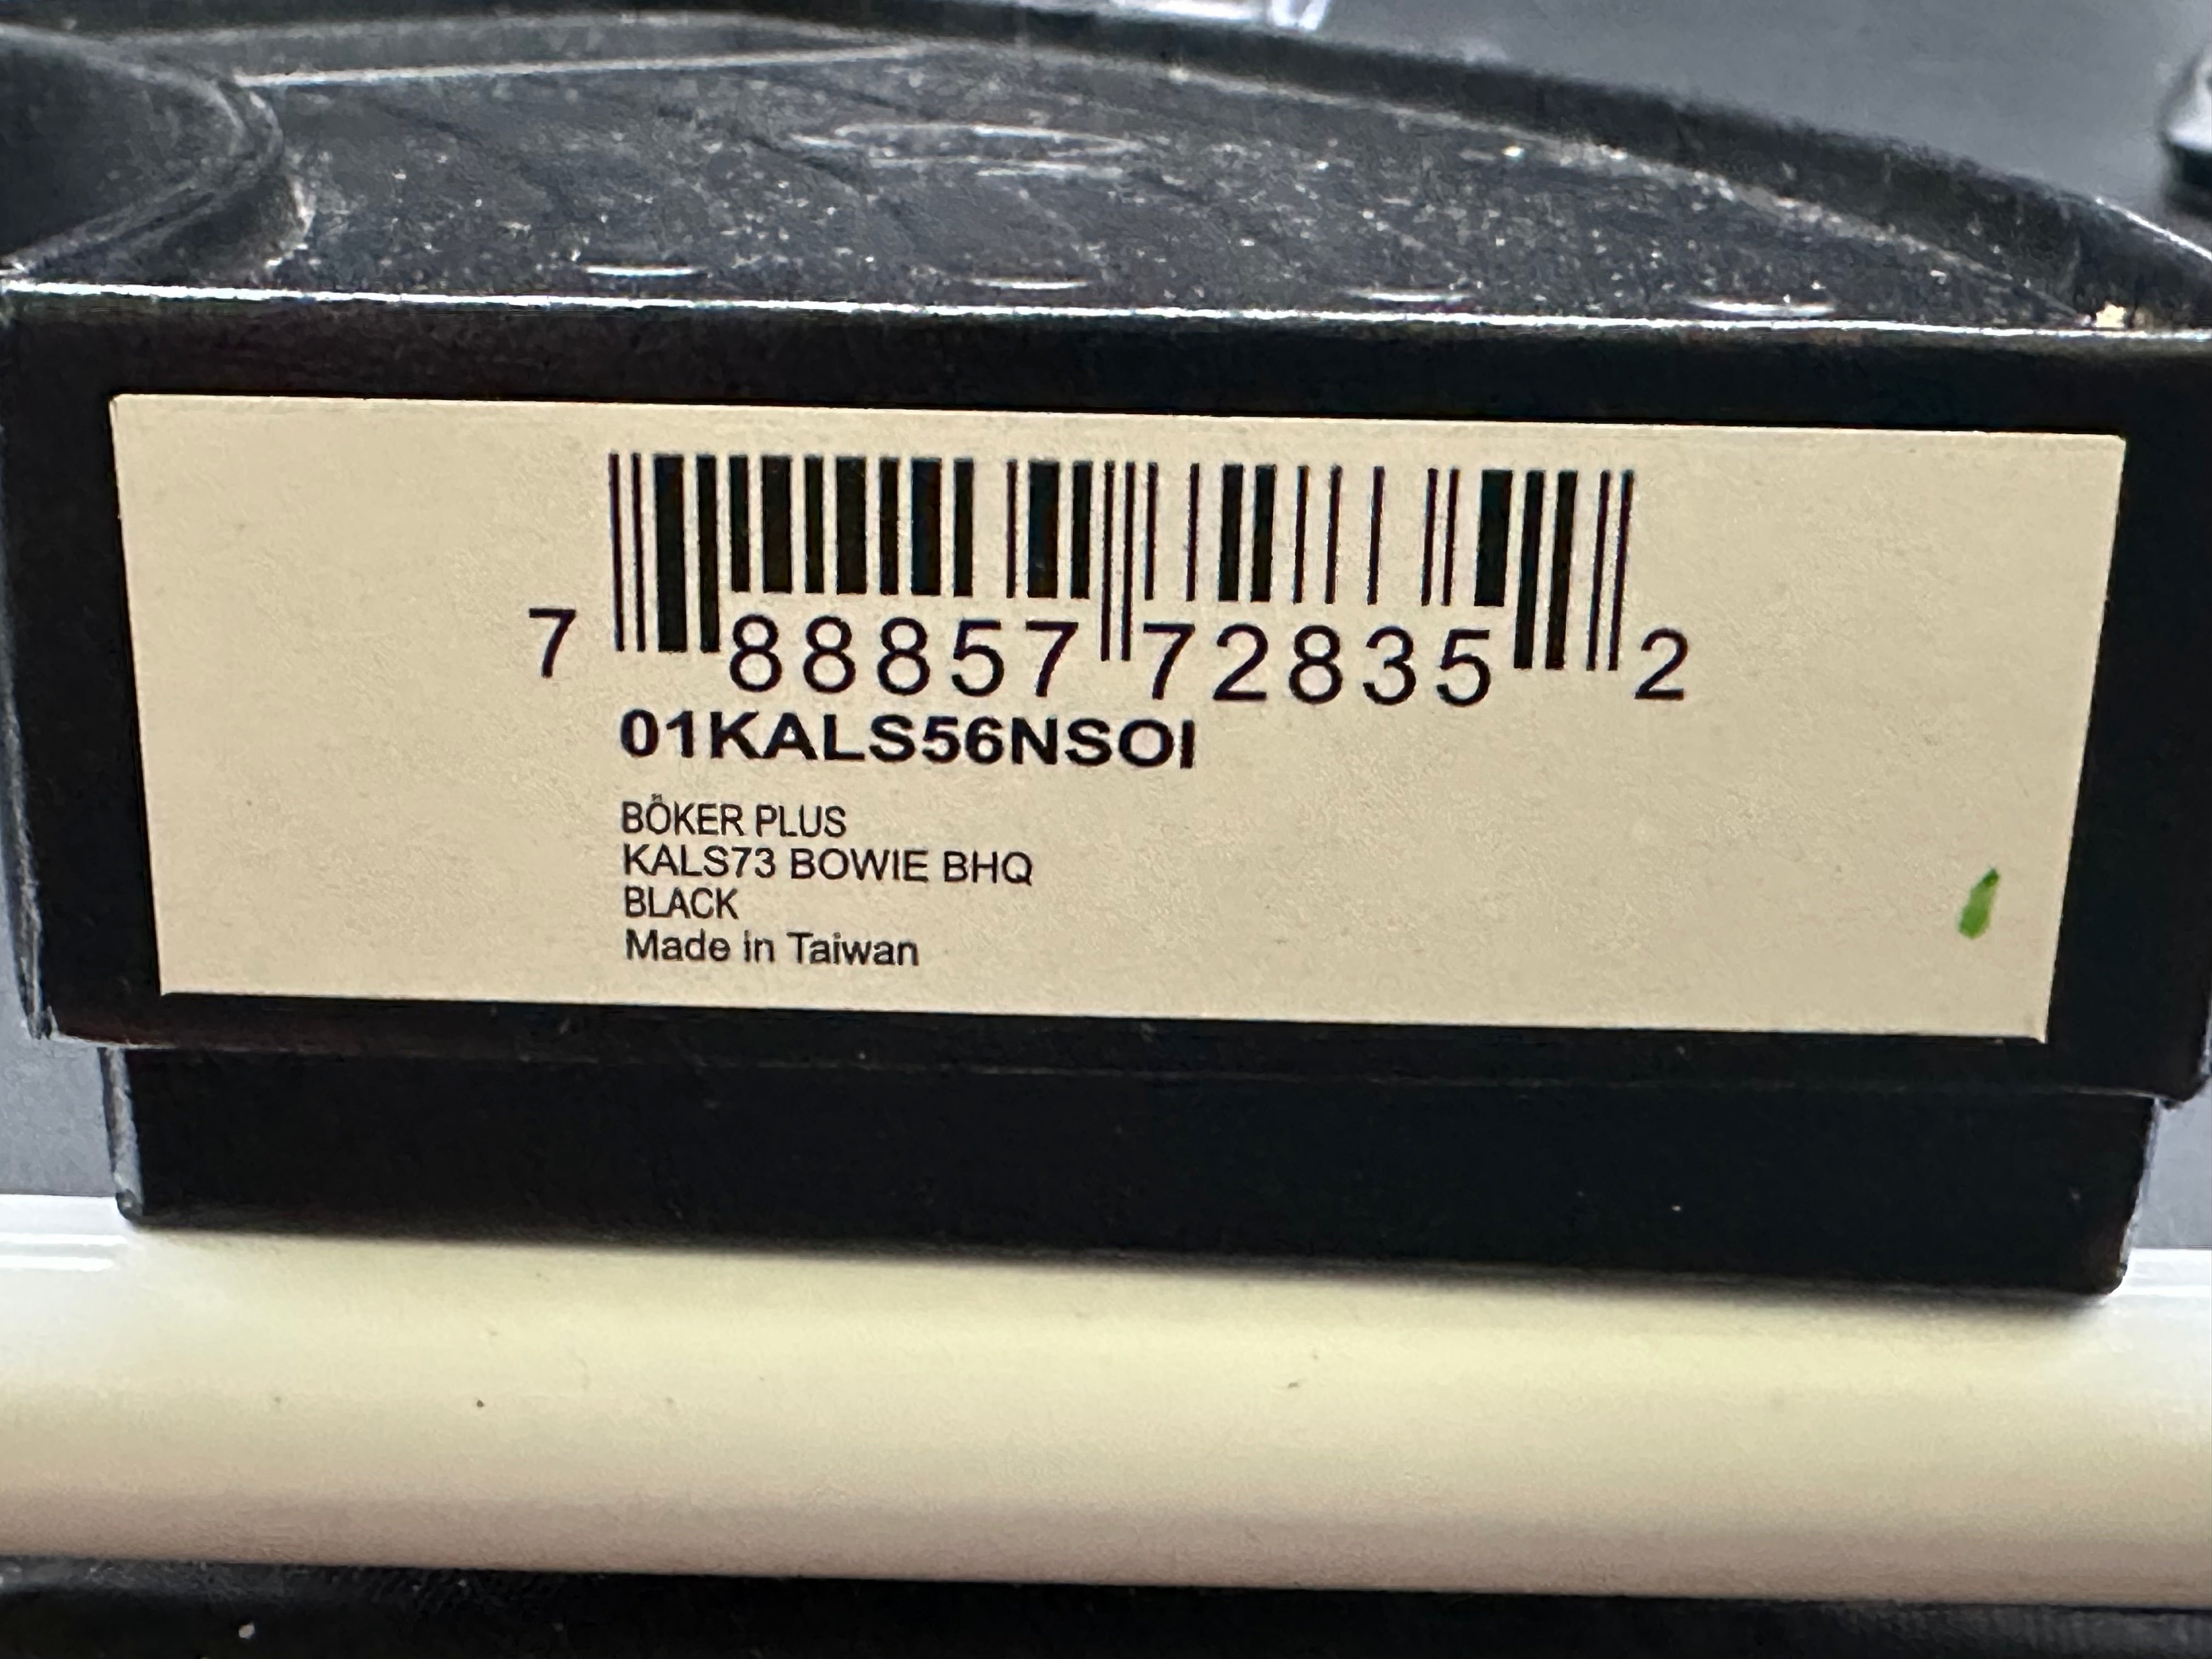 7 88857 72835 2
01KALS56NSOI
BÖKER PLUS
KALS73 BOWIE BHQ
BLACK
Made in Taiwan